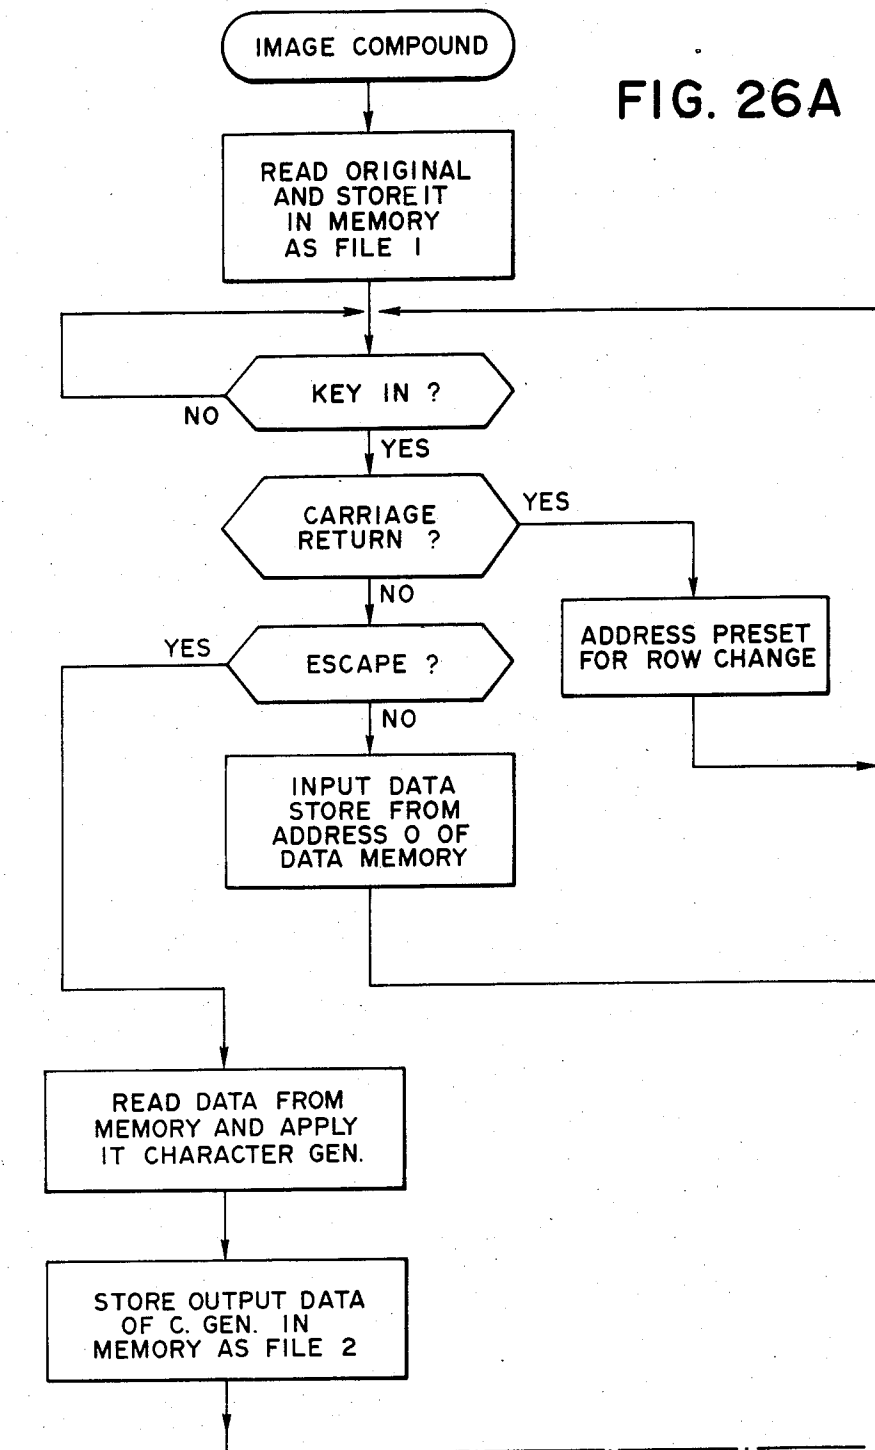 IMAGE COMPOUND
FIG. 26A
READ ORIGINAL
AND STORE IT
IN MEMORY
AS FILE 1
KEY IN ?
NO
YES
CARRIAGE
RETURN ?
YES
NO
ADDRESS PRESET
FOR ROW CHANGE
YES
ESCAPE ?
NO
INPUT DATA
STORE FROM
ADDRESS 0 OF
DATA MEMORY
READ DATA FROM
MEMORY AND APPLY
IT CHARACTER GEN.
STORE OUTPUT DATA
OF C. GEN. IN
MEMORY AS FILE 2